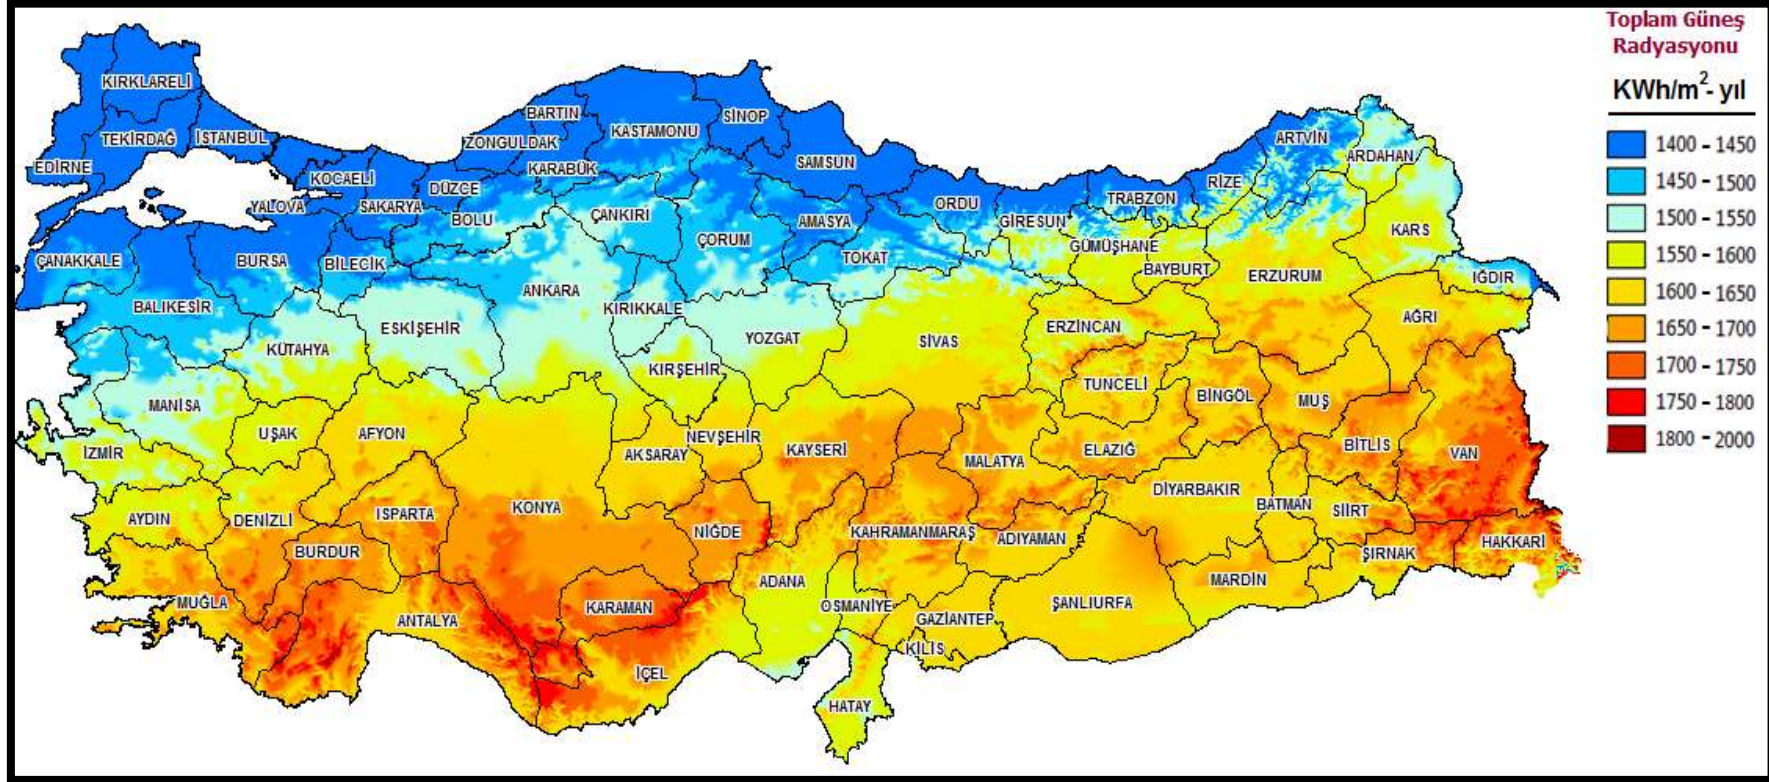 Toplam Güneş
Radyasyonu
KWh/m²- yıl
1400 - 1450
1450 - 1500
1500 - 1550
1550 - 1600
1600 - 1650
1650 - 1700
1700 - 1750
1750 - 1800
1800 - 2000
KIRKLARELİ
TEKİRDAĞ
İSTANBUL
EDİRNE
KOCAELİ
YALOVA
SAKARYA
DÜZCE
BOLU
ZONGULDAK
BARTIN
KARABÜK
KASTAMONU
SİNOP
SAMSUN
ÇANKIRI
ÇORUM
AMASYA
TOKAT
ORDU
GİRESUN
TRABZON
RİZE
ARTVİN
ARDAHAN
GÜMÜŞHANE
BAYBURT
ERZURUM
KARS
IĞDIR
AĞRI
ÇANAKKALE
BURSA
BİLECİK
BALIKESİR
ESKİŞEHİR
ANKARA
KIRIKKALE
KÜTAHYA
YOZGAT
KIRŞEHİR
SİVAS
ERZİNCAN
TUNCELİ
BİNGÖL
MUŞ
BİTLİS
VAN
MANİSA
UŞAK
AFYON
İZMİR
AKSARAY
NEVŞEHİR
KAYSERİ
MALATYA
ELAZIĞ
DİYARBAKIR
BATMAN
SİİRT
AYDIN
DENİZLİ
ISPARTA
KONYA
NİĞDE
KAHRAMANMARAŞ
ADIYAMAN
ŞIRNAK
HAKKARİ
BURDUR
MUĞLA
ANTALYA
KARAMAN
ADANA
OSMANİYE
GAZİANTEP
ŞANLIURFA
MARDİN
KİLİS
İÇEL
HATAY